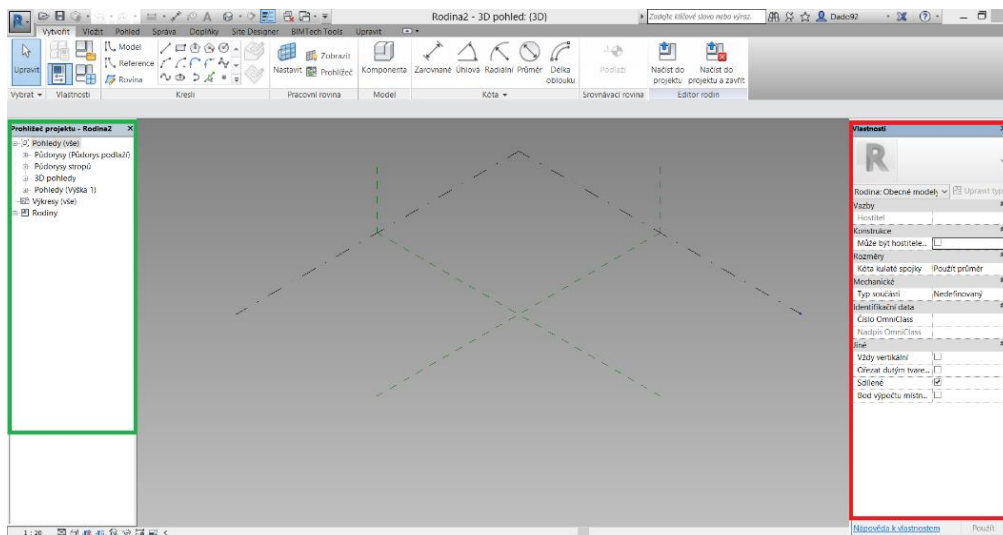 Rodina2 - 3D pohled: {3D}
Zadejte klíčové slovo nebo výraz.
Dado92
Vytvořit Vložit Pohled Správa Doplňky Site Designer BIMTech Tools Upravit
Upravit
Model
Reference
Rovina
Nastavit
Zobrazit
Prohlížeč
Komponenta
Zarovnané Úhlová Radiální Průměr Délka oblouku
Podlaží
Načíst do projektu
Načíst do projektu a zavřít
Vybrat Vlastnosti Kresli Pracovní rovina Model Kóta Srovnávací rovina Editor rodin
Prohlížeč projektu - Rodina2
Pohledy (vše)
Půdorysy (Půdorys podlaží)
Půdorysy stropů
3D pohledy
Pohledy (Výška 1)
Výkresy (vše)
Rodiny
Vlastnosti
R
Rodina: Obecné modely Upravit typ
Vazby
Hostitel
Konstrukce
Může být hostitele...
Rozměry
Kóta kulaté spojky Použít průměr
Mechanické
Typ součásti Nedefinovaný
Identifikační data
Číslo OmniClass
Nadpis OmniClass
Jiné
Vždy vertikální
Ořezat dutým tvare...
Sdílené
Bod výpočtu místn...
Nápověda k vlastnostem Použít
1 : 20